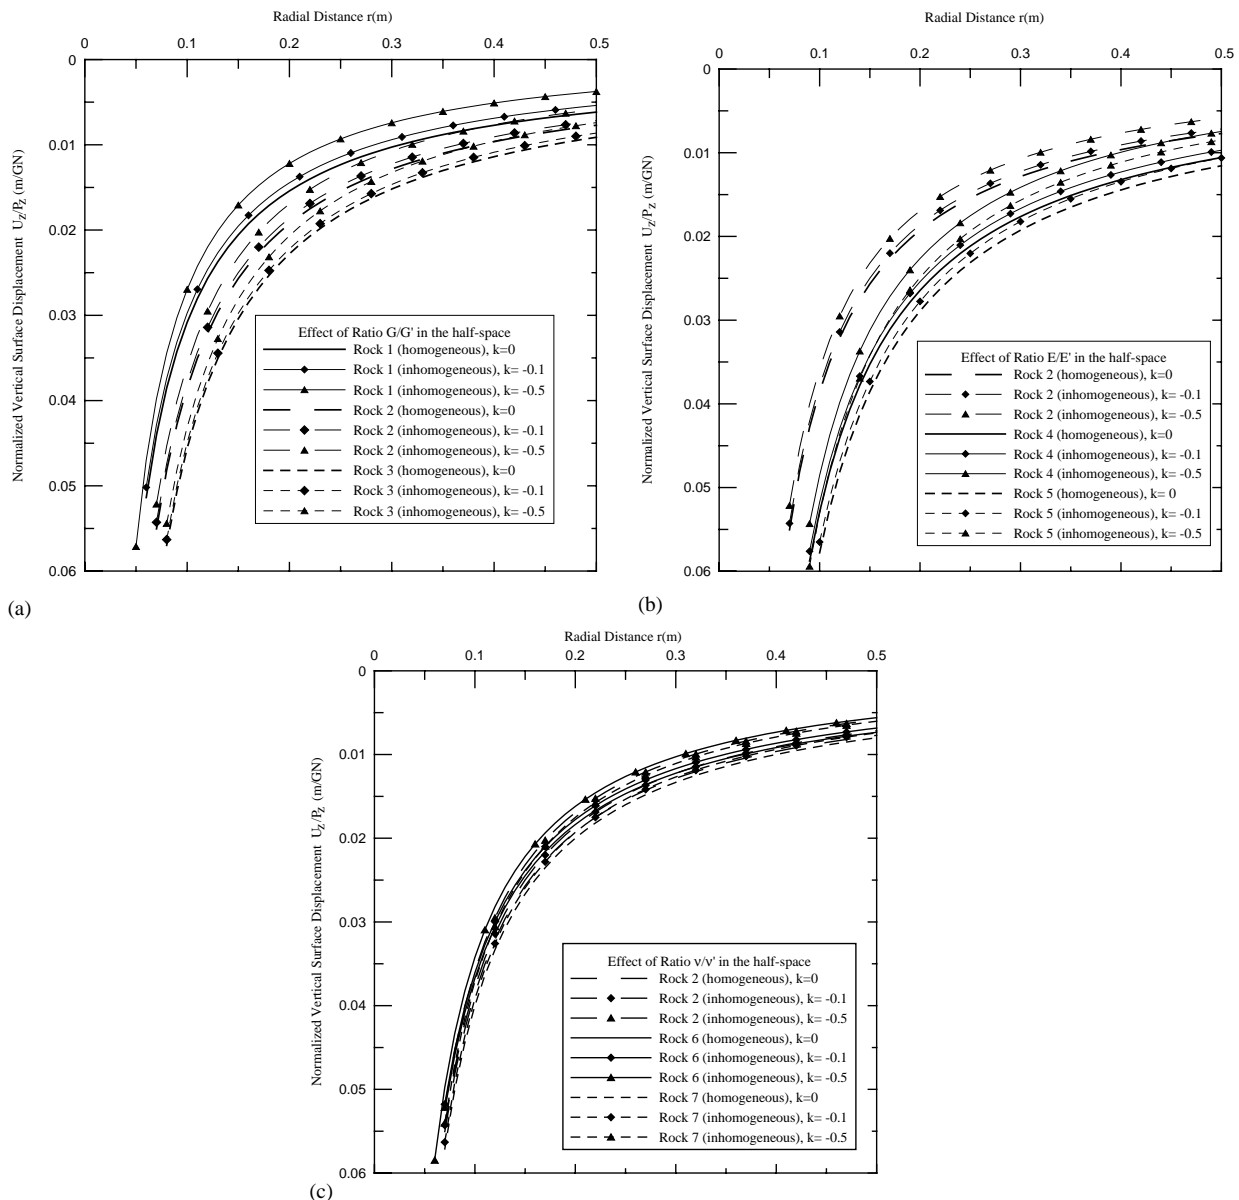 Radial Distance r(m)
0 0.1 0.2 0.3 0.4 0.5
0
0.01
0.02
0.03
0.04
0.05
0.06
Normalized Vertical Surface Displacement Uz/Pz (m/GN)
Effect of Ratio G/G' in the half-space
Rock 1 (homogeneous), k=0
Rock 1 (inhomogeneous), k= -0.1
Rock 1 (inhomogeneous), k= -0.5
Rock 2 (homogeneous), k=0
Rock 2 (inhomogeneous), k= -0.1
Rock 2 (inhomogeneous), k= -0.5
Rock 3 (homogeneous), k=0
Rock 3 (inhomogeneous), k= -0.1
Rock 3 (inhomogeneous), k= -0.5
(a)
Radial Distance r(m)
0 0.1 0.2 0.3 0.4 0.5
0
0.01
0.02
0.03
0.04
0.05
0.06
Normalized Vertical Surface Displacement Uz/Pz (m/GN)
Effect of Ratio E/E' in the half-space
Rock 2 (homogeneous), k=0
Rock 2 (inhomogeneous), k= -0.1
Rock 2 (inhomogeneous), k= -0.5
Rock 4 (homogeneous), k=0
Rock 4 (inhomogeneous), k= -0.1
Rock 4 (inhomogeneous), k= -0.5
Rock 5 (homogeneous), k= 0
Rock 5 (inhomogeneous), k= -0.1
Rock 5 (inhomogeneous), k= -0.5
(b)
Radial Distance r(m)
0 0.1 0.2 0.3 0.4 0.5
0
0.01
0.02
0.03
0.04
0.05
0.06
Normalized Vertical Surface Displacement Uz/Pz (m/GN)
Effect of Ratio ν/ν' in the half-space
Rock 2 (homogeneous), k=0
Rock 2 (inhomogeneous), k= -0.1
Rock 2 (inhomogeneous), k= -0.5
Rock 6 (homogeneous), k=0
Rock 6 (inhomogeneous), k= -0.1
Rock 6 (inhomogeneous), k= -0.5
Rock 7 (homogeneous), k=0
Rock 7 (inhomogeneous), k= -0.1
Rock 7 (inhomogeneous), k= -0.5
(c)